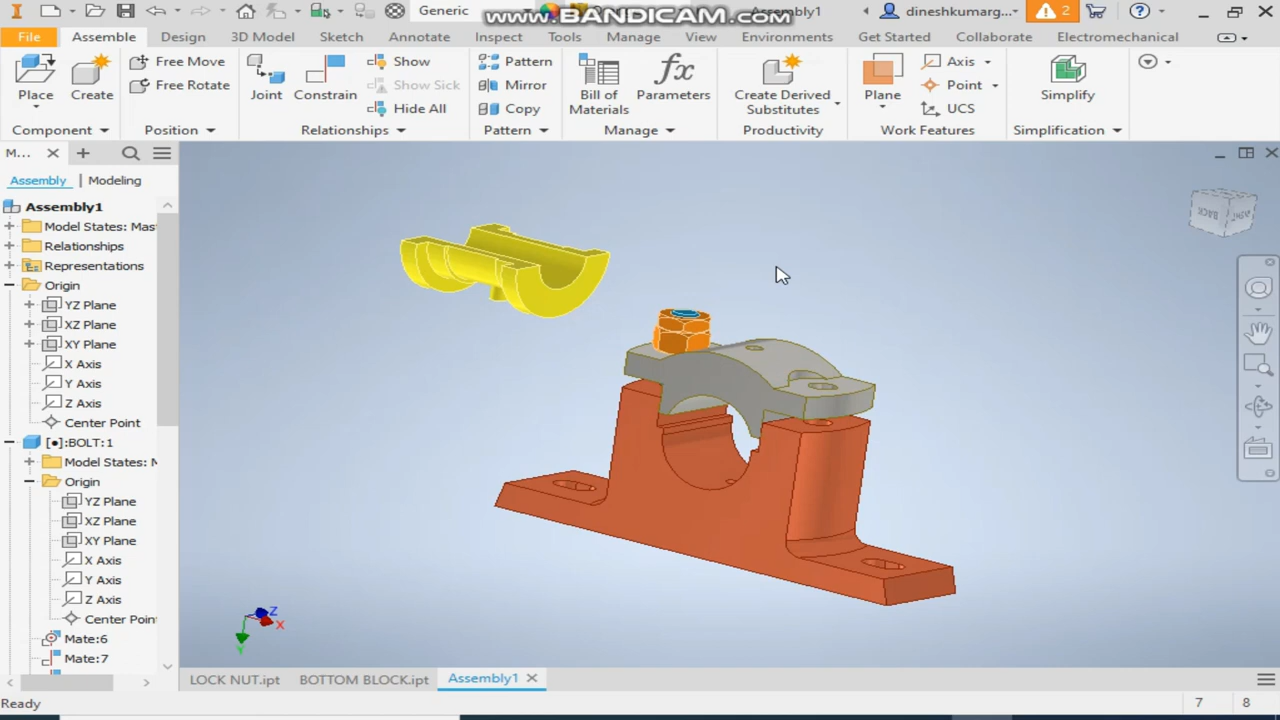 Generic
www.BANDICAM.com
Assembly1
dineshkumarg...
2
File
Assemble
Design
3D Model
Sketch
Annotate
Inspect
Tools
Manage
View
Environments
Get Started
Collaborate
Electromechanical
Place
Create
Free Move
Free Rotate
Joint
Constrain
Show
Show Sick
Hide All
Pattern
Mirror
Copy
Bill of
Materials
fx
Parameters
Create Derived
Substitutes
Plane
Axis
Point
UCS
Simplify
Component
Position
Relationships
Pattern
Manage
Productivity
Work Features
Simplification
M...
Assembly
Modeling
Assembly1
Model States: Mas
Relationships
Representations
Origin
YZ Plane
XZ Plane
XY Plane
X Axis
Y Axis
Z Axis
Center Point
[●]:BOLT:1
Model States: M
Origin
YZ Plane
XZ Plane
XY Plane
X Axis
Y Axis
Z Axis
Center Point
Mate:6
Mate:7
BACK
Z
X
Y
LOCK NUT.ipt
BOTTOM BLOCK.ipt
Assembly1
Ready
7
8